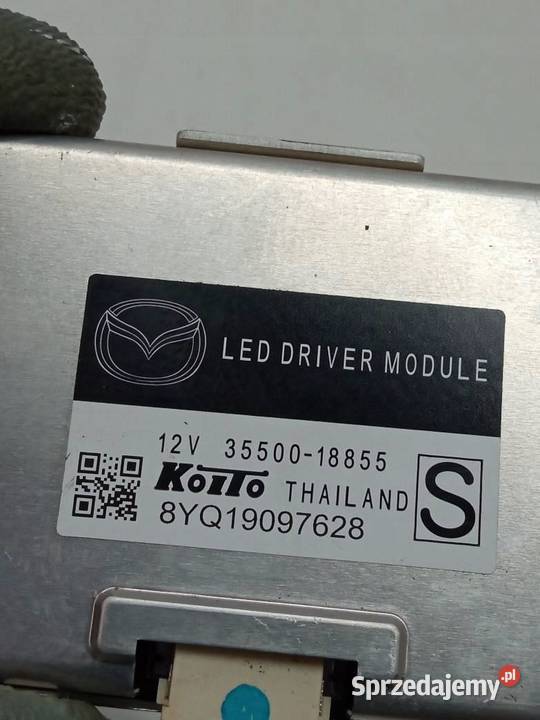 LED DRIVER MODULE
12V 35500-18855
KOITO THAILAND
S
8YQ19097628
Sprzedajemy.pl